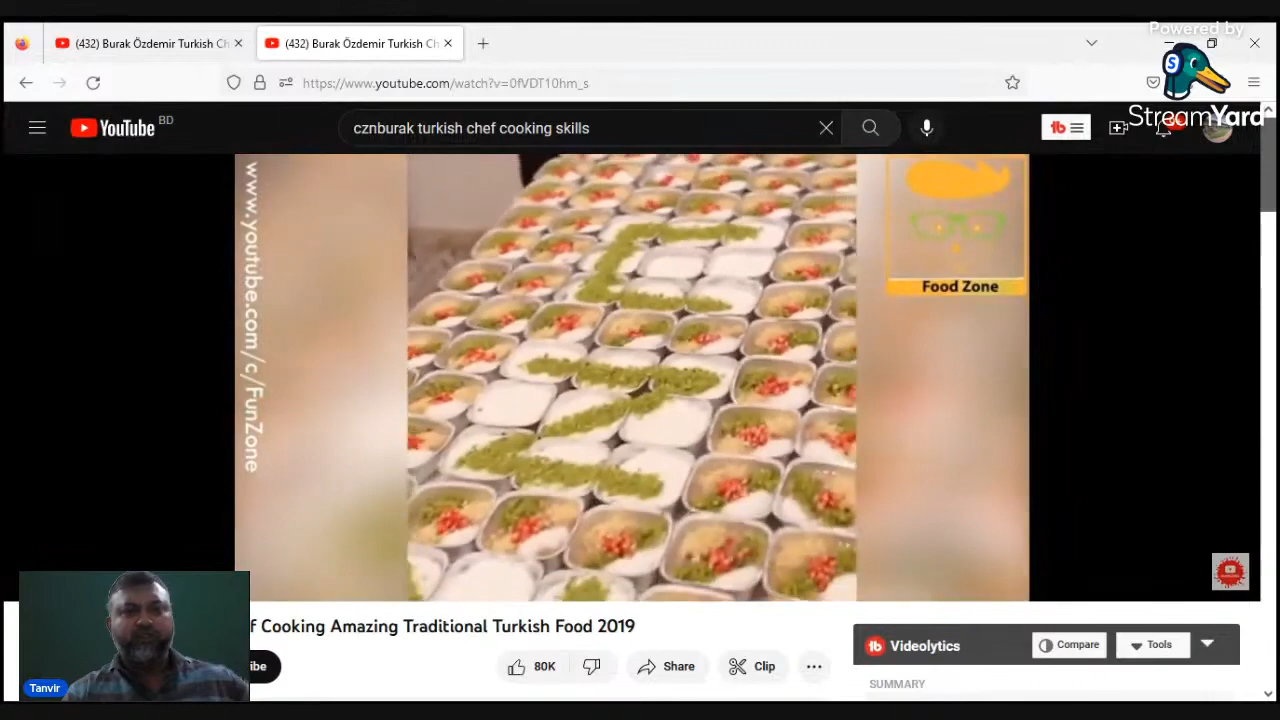 Powered by
StreamYard
(432) Burak Özdemir Turkish Ch
(432) Burak Özdemir Turkish Ch
https://www.youtube.com/watch?v=0fVDT10hm_s
YouTube BD
cznburak turkish chef cooking skills
www.youtube.com/c/FunZone
C
Z
Food Zone
f Cooking Amazing Traditional Turkish Food 2019
be
80K
Share
Clip
Videolytics
Compare
Tools
SUMMARY
Tanvir